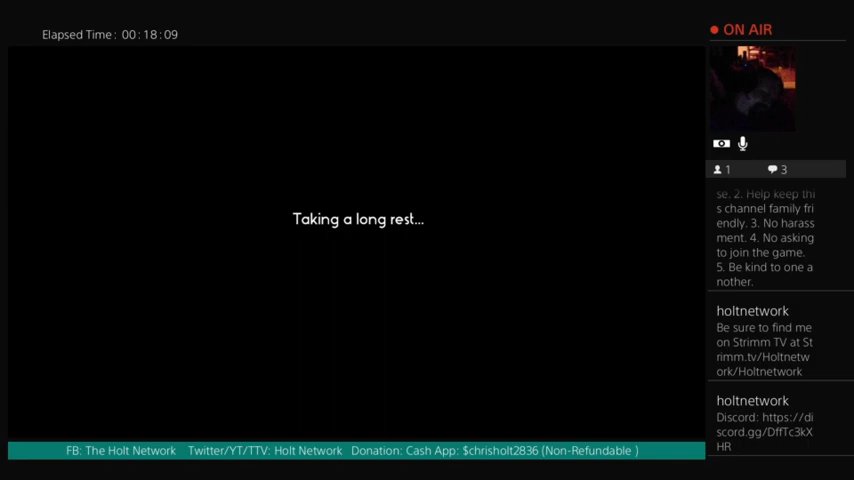 Elapsed Time: 00:18:09
ON AIR
1 3
Taking a long rest...
se. 2. Help keep thi
s channel family fri
endly. 3. No harass
ment. 4. No asking
to join the game.
5. Be kind to one a
nother.
holtnetwork
Be sure to find me
on Strimm TV at St
rimm.tv/Holtnetw
ork/Holtnetwork
holtnetwork
Discord: https://di
scord.gg/DffTc3kX
HR
FB: The Holt Network Twitter/YT/TTV: Holt Network Donation: Cash App: $chrisholt2836 (Non-Refundable )